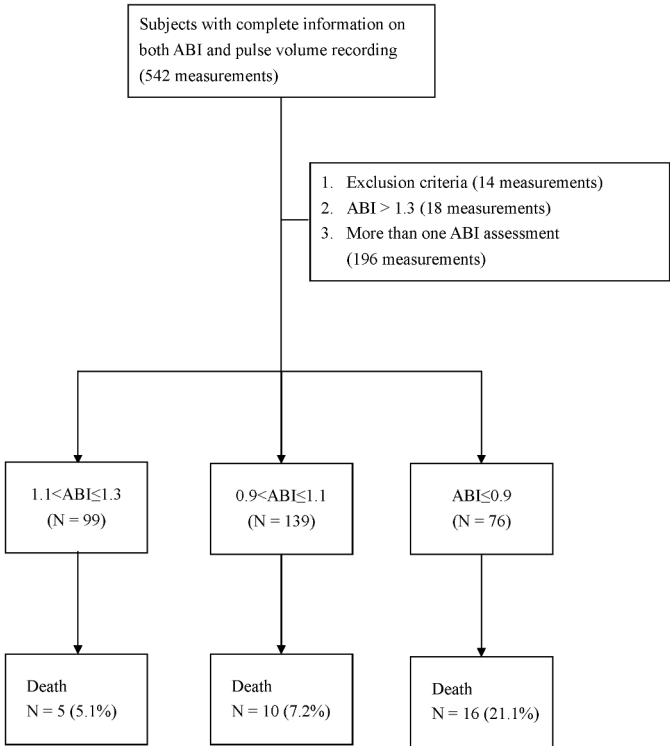 Subjects with complete information on
both ABI and pulse volume recording
(542 measurements)
1. Exclusion criteria (14 measurements)
2. ABI > 1.3 (18 measurements)
3. More than one ABI assessment
(196 measurements)
1.1<ABI≤1.3
(N = 99)
0.9<ABI≤1.1
(N = 139)
ABI≤0.9
(N = 76)
Death
N = 5 (5.1%)
Death
N = 10 (7.2%)
Death
N = 16 (21.1%)